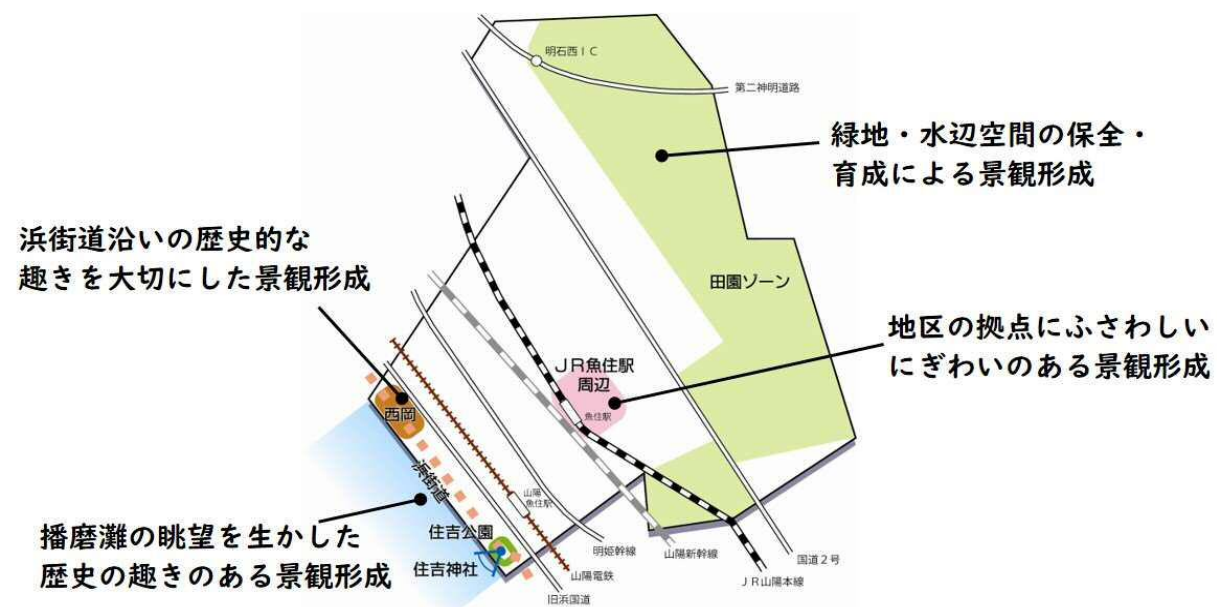 明石西ＩＣ
第二神明道路
緑地・水辺空間の保全・
育成による景観形成
浜街道沿いの歴史的な
趣きを大切にした景観形成
田園ゾーン
地区の拠点にふさわしい
にぎわいのある景観形成
ＪＲ魚住駅
周辺
魚住駅
西岡
浜街道
山陽
魚住駅
播磨灘の眺望を生かした
歴史の趣きのある景観形成
住吉公園
住吉神社
明姫幹線
山陽新幹線
国道２号
山陽電鉄
ＪＲ山陽本線
旧浜国道